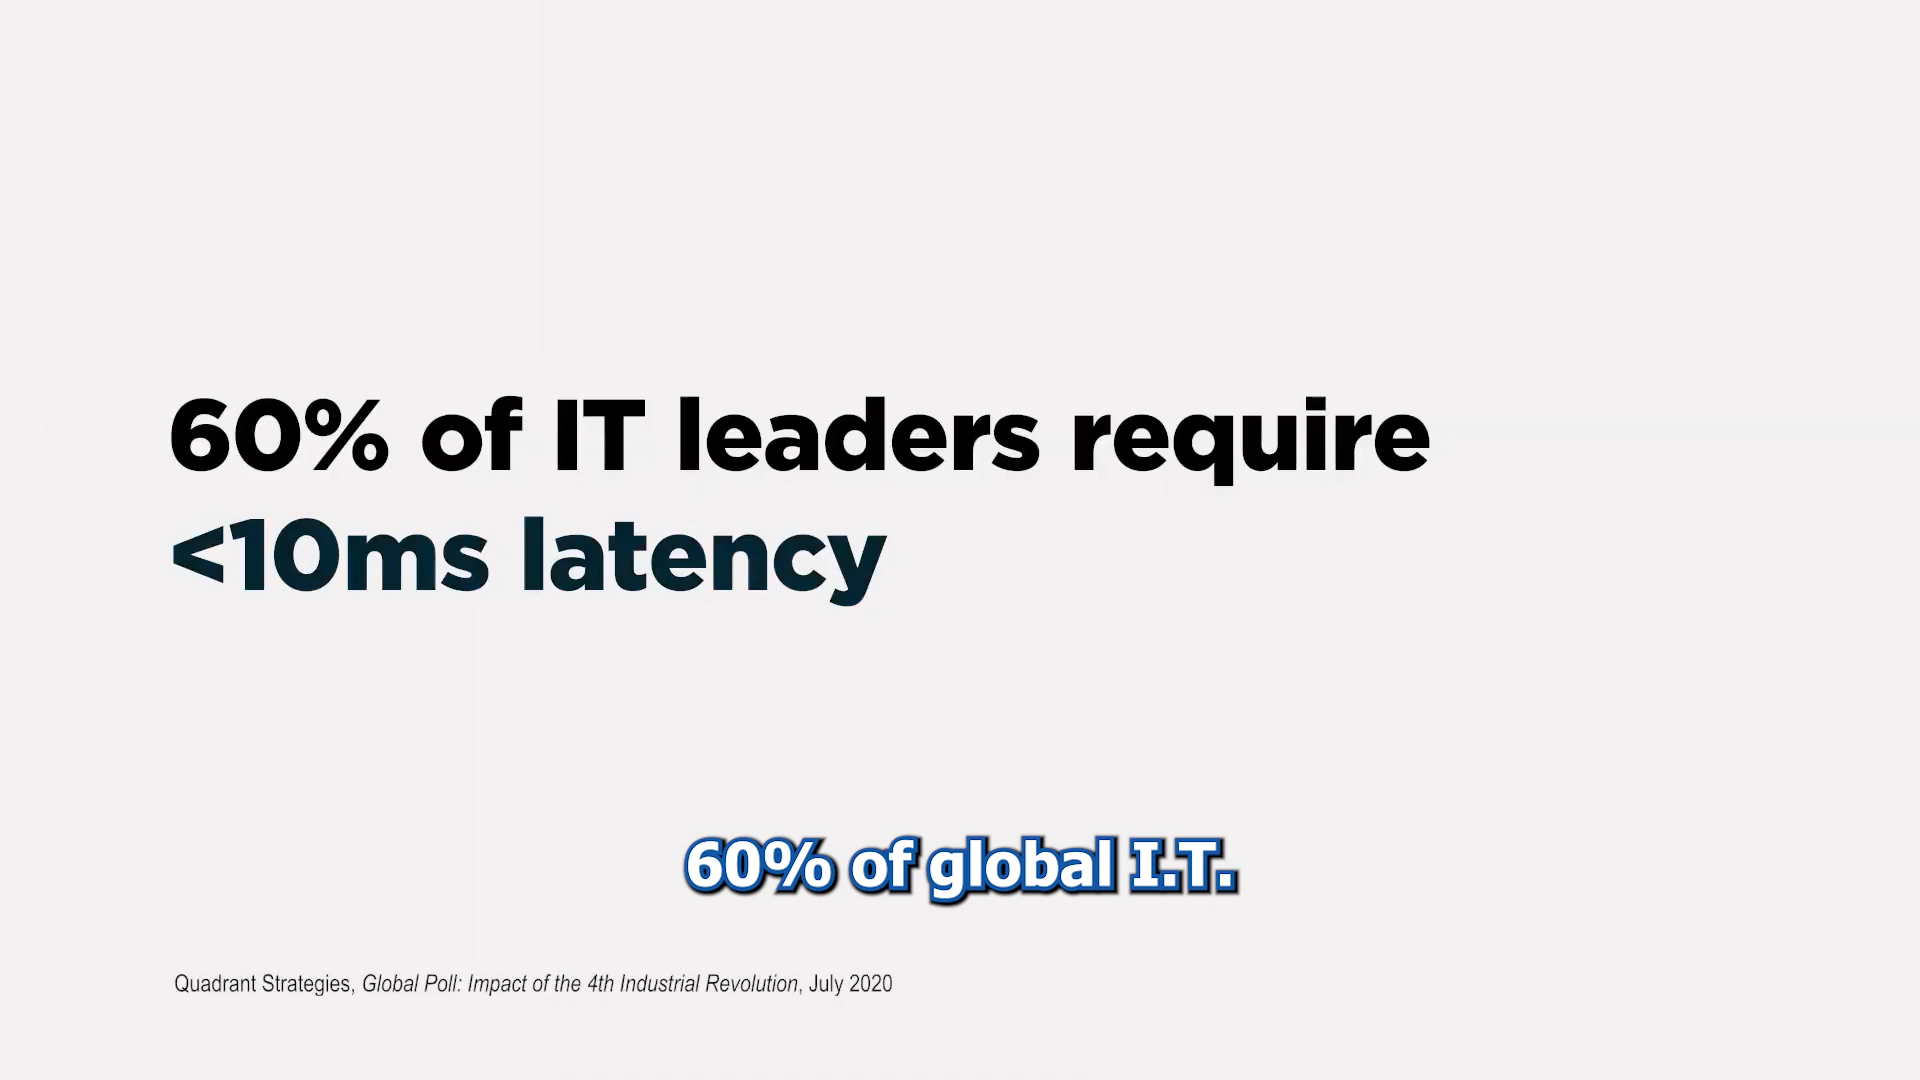 60% of IT leaders require
<10ms latency
60% of global I.T.
Quadrant Strategies, Global Poll: Impact of the 4th Industrial Revolution, July 2020